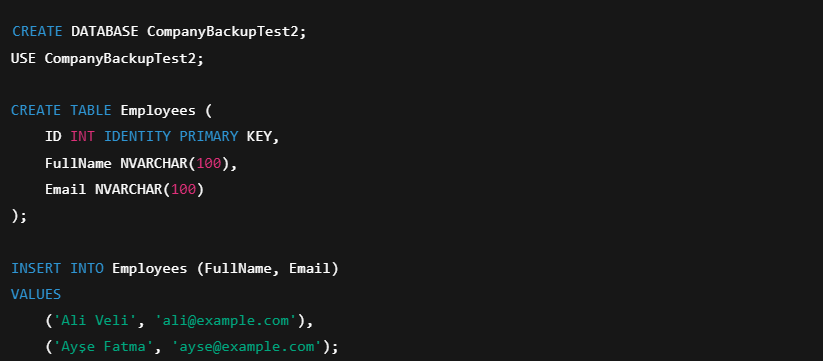 CREATE DATABASE CompanyBackupTest2;
USE CompanyBackupTest2;
CREATE TABLE Employees (
ID INT IDENTITY PRIMARY KEY,
FullName NVARCHAR(100),
Email NVARCHAR(100)
);
INSERT INTO Employees (FullName, Email)
VALUES
('Ali Veli', 'ali@example.com'),
('Ayşe Fatma', 'ayse@example.com');